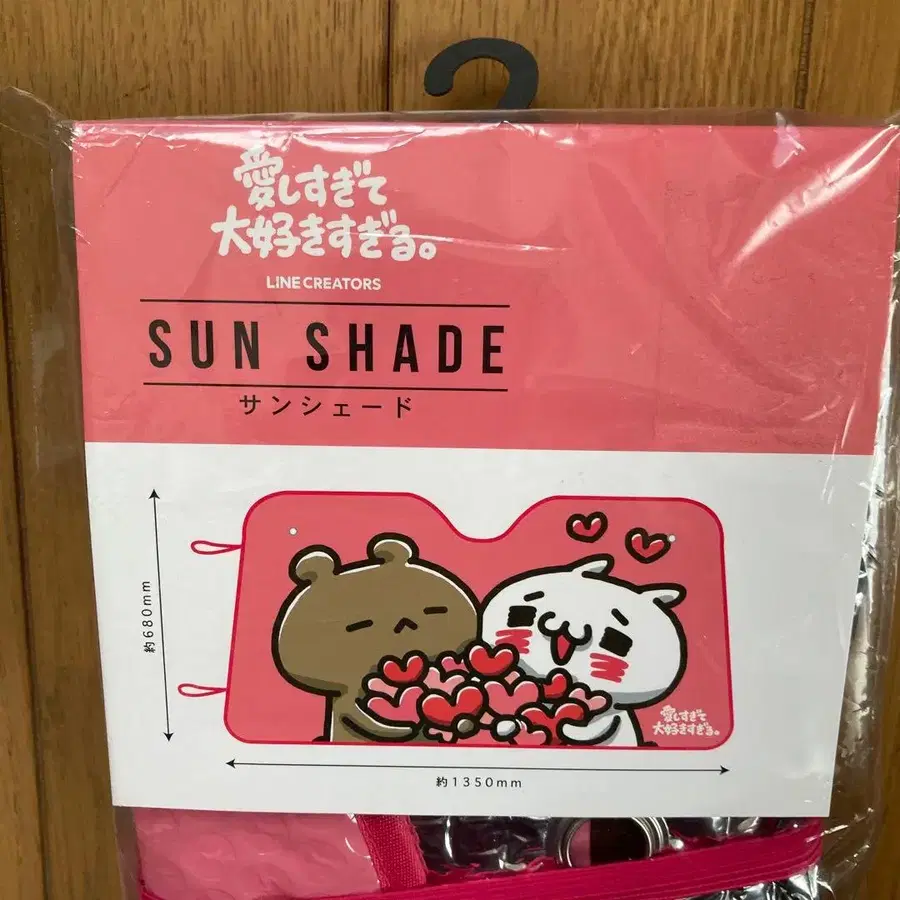 愛しすぎて
大好きすぎる。
LINE CREATORS
SUN SHADE
サンシェード
約680mm
愛しすぎて
大好きすぎる。
約1350mm